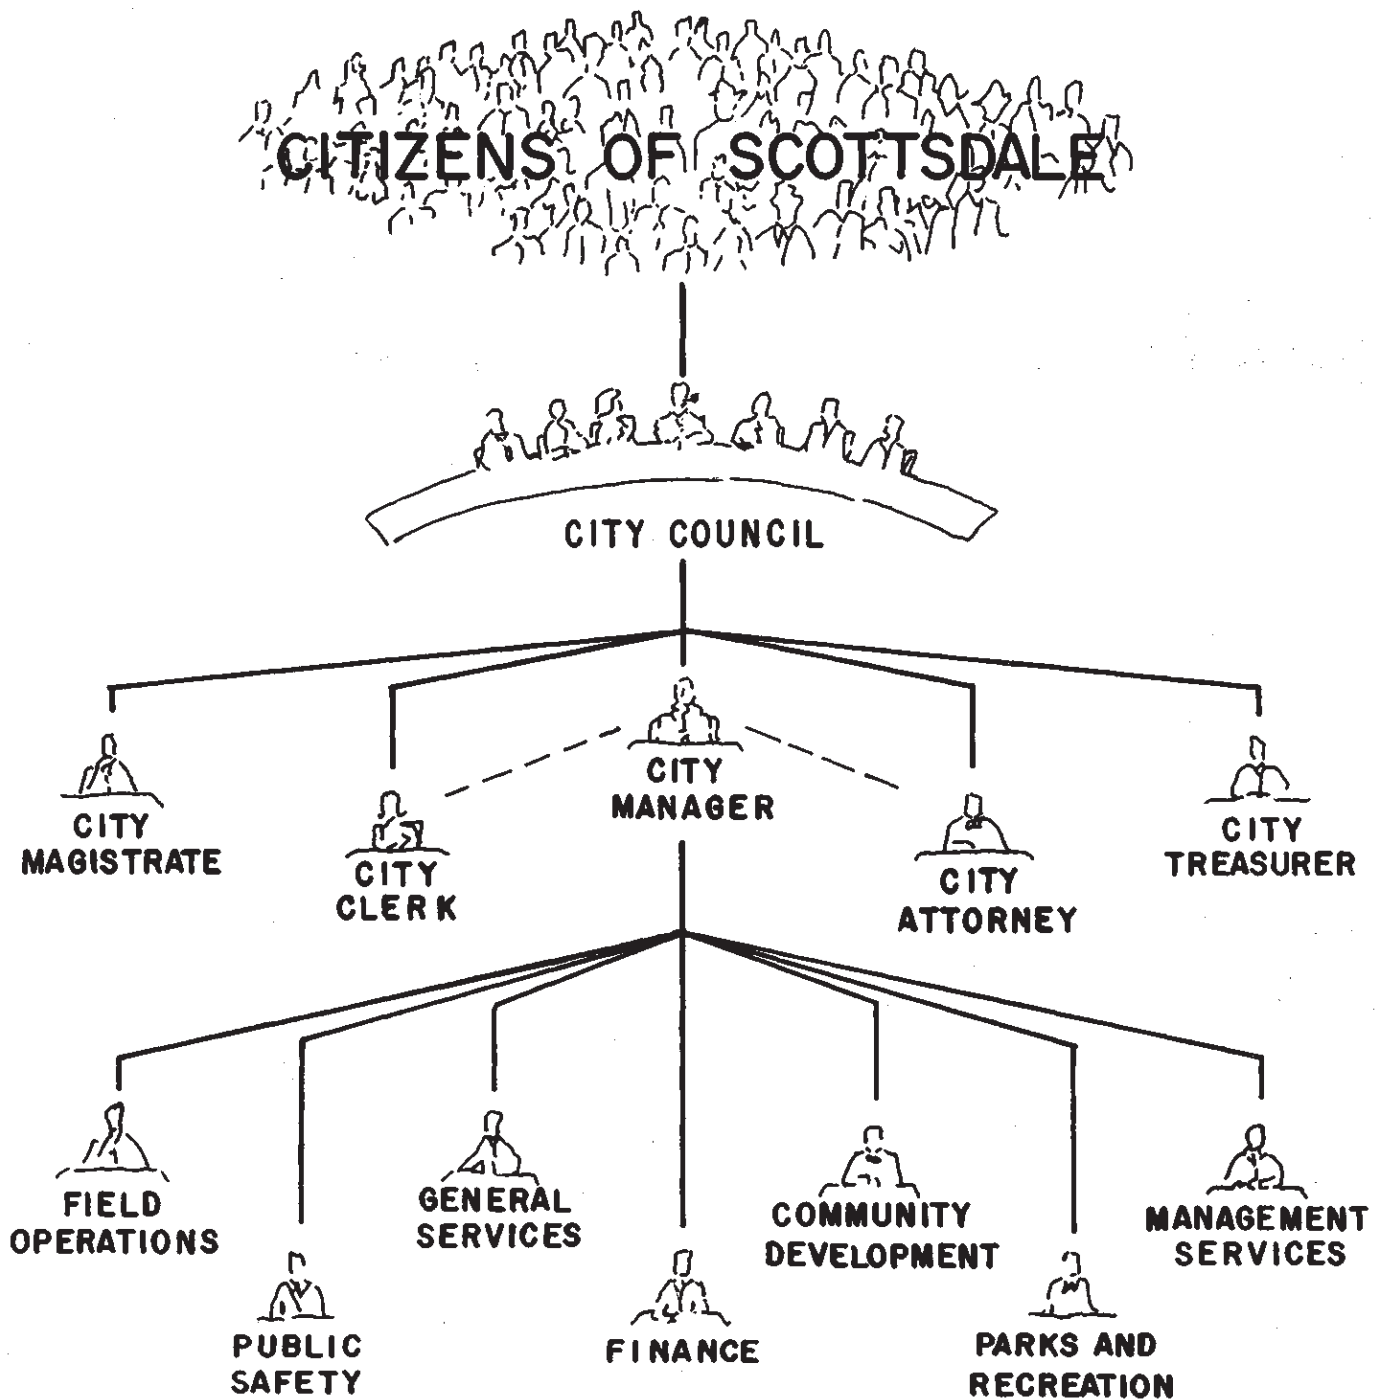 CITIZENS OF SCOTTSDALE
CITY COUNCIL
CITY
MAGISTRATE
CITY
CLERK
CITY
MANAGER
CITY
ATTORNEY
CITY
TREASURER
FIELD
OPERATIONS
PUBLIC
SAFETY
GENERAL
SERVICES
FINANCE
COMMUNITY
DEVELOPMENT
PARKS AND
RECREATION
MANAGEMENT
SERVICES